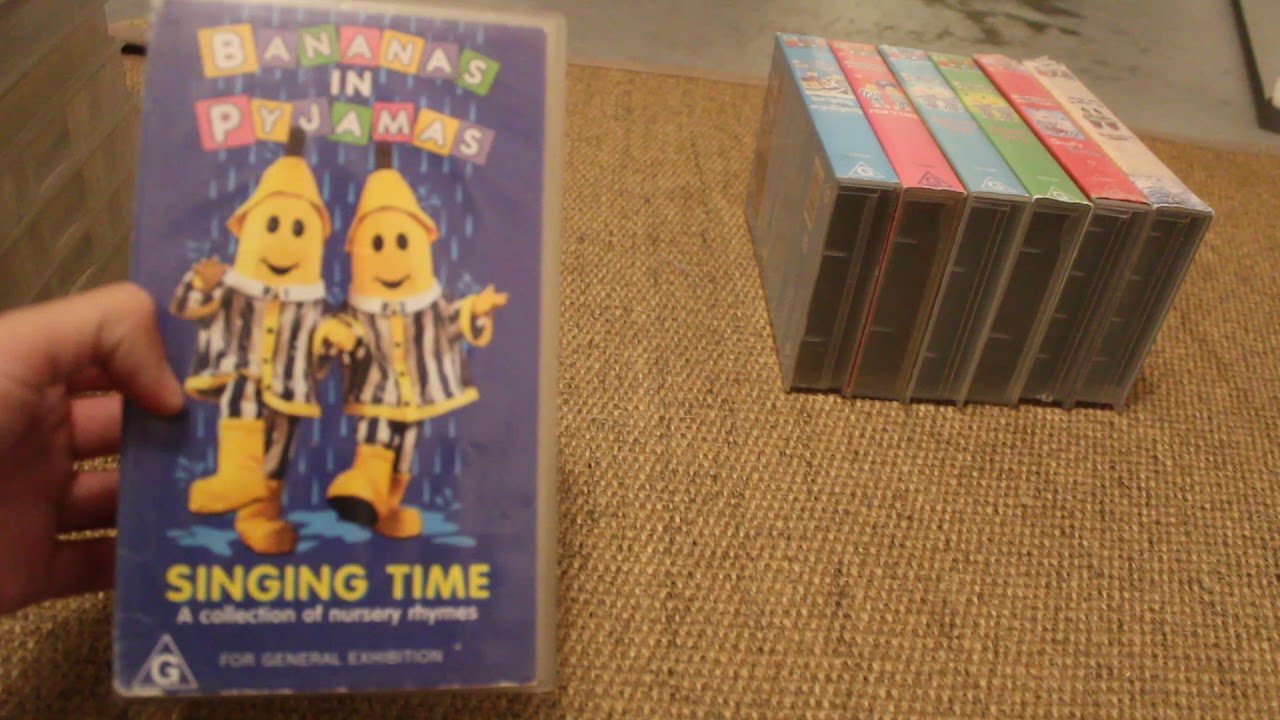 BANANAS
IN
PYJAMAS
SINGING TIME
A collection of nursery rhymes
G FOR GENERAL EXHIBITION
G
G
G
G